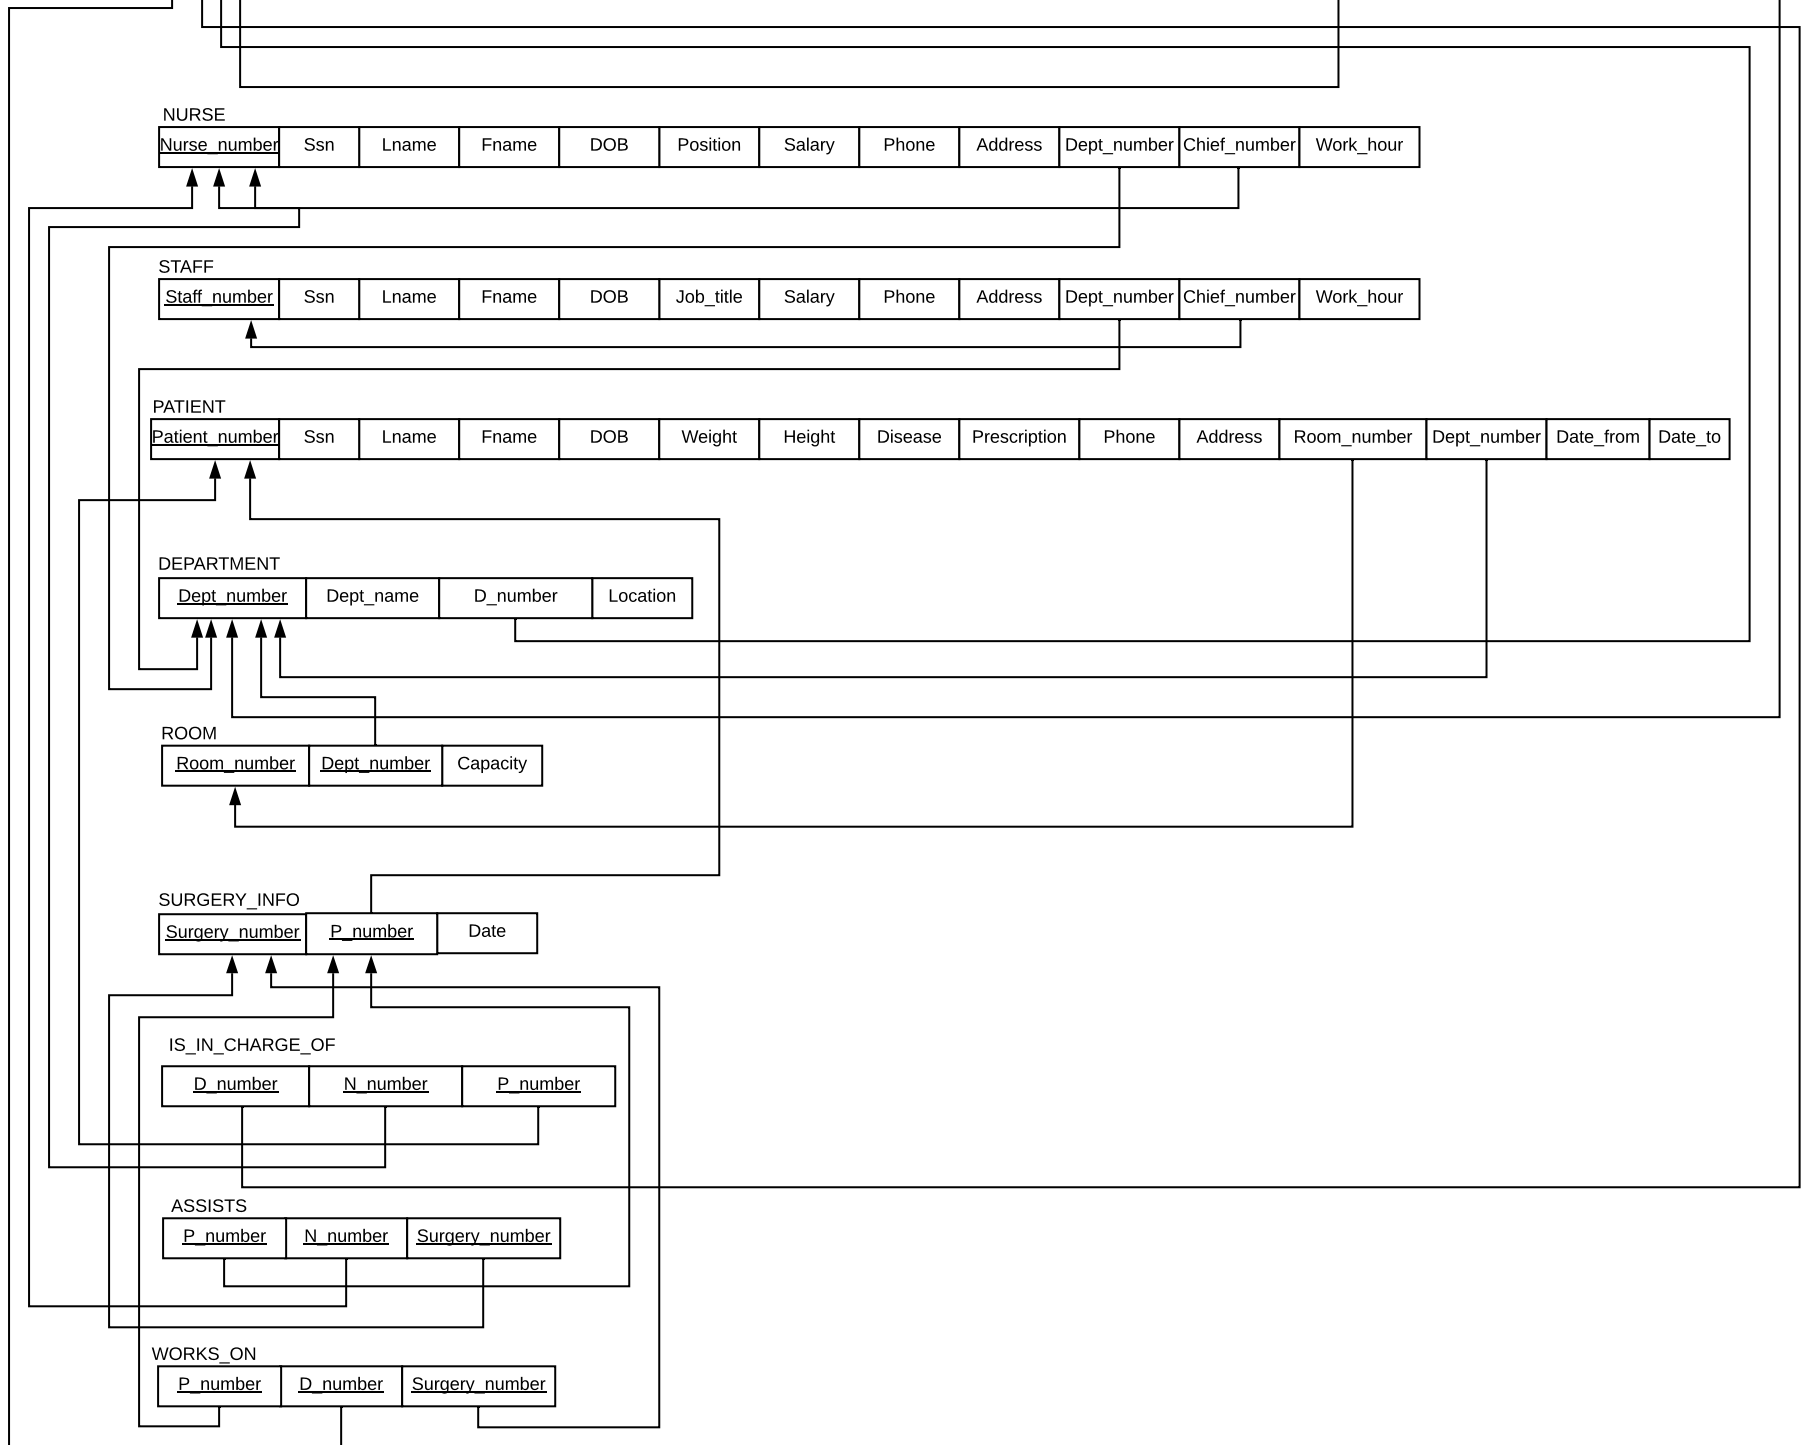 NURSE
Nurse_number Ssn Lname Fname DOB Position Salary Phone Address Dept_number Chief_number Work_hour
STAFF
Staff_number Ssn Lname Fname DOB Job_title Salary Phone Address Dept_number Chief_number Work_hour
PATIENT
Patient_number Ssn Lname Fname DOB Weight Height Disease Prescription Phone Address Room_number Dept_number Date_from Date_to
DEPARTMENT
Dept_number Dept_name D_number Location
ROOM
Room_number Dept_number Capacity
SURGERY_INFO
Surgery_number P_number Date
IS_IN_CHARGE_OF
D_number N_number P_number
ASSISTS
P_number N_number Surgery_number
WORKS_ON
P_number D_number Surgery_number